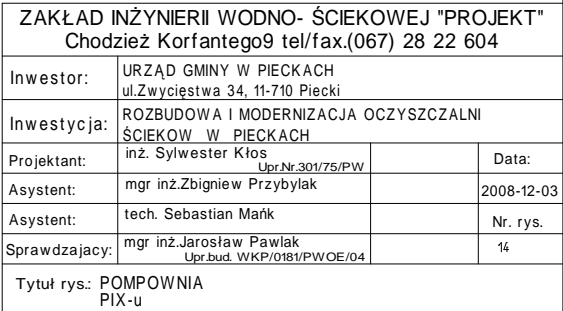 ZAKŁAD INŻYNIERII WODNO- ŚCIEKOWEJ "PROJEKT"
Chodzież Korfantego9 tel/fax.(067) 28 22 604
Inwestor: URZĄD GMINY W PIECKACH
ul.Zwycięstwa 34, 11-710 Piecki
Inwestycja: ROZBUDOWA I MODERNIZACJA OCZYSZCZALNI
ŚCIEKOW W PIECKACH
Projektant: inż. Sylwester Kłos Data:
Upr.Nr.301/75/PW
Asystent: mgr inż.Zbigniew Przybylak 2008-12-03
Asystent: tech. Sebastian Mańk Nr. rys.
Sprawdzajacy: mgr inż.Jarosław Pawlak 14
Upr.bud. WKP/0181/PWOE/04
Tytuł rys.: POMPOWNIA
PIX-u